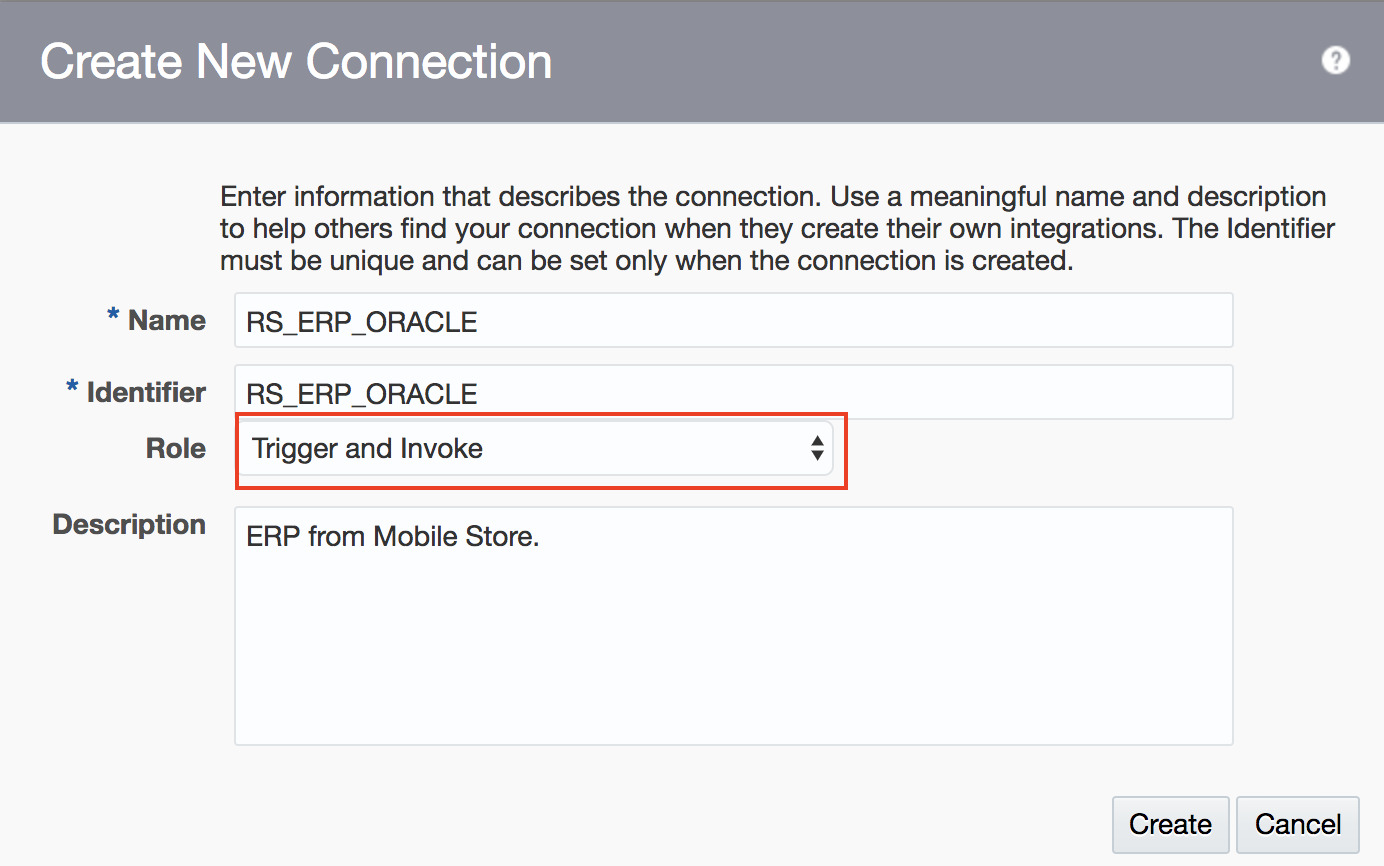 Create New Connection
?
Enter information that describes the connection. Use a meaningful name and description
to help others find your connection when they create their own integrations. The Identifier
must be unique and can be set only when the connection is created.
* Name RS_ERP_ORACLE
* Identifier RS_ERP_ORACLE
Role Trigger and Invoke
Description ERP from Mobile Store.
Create Cancel